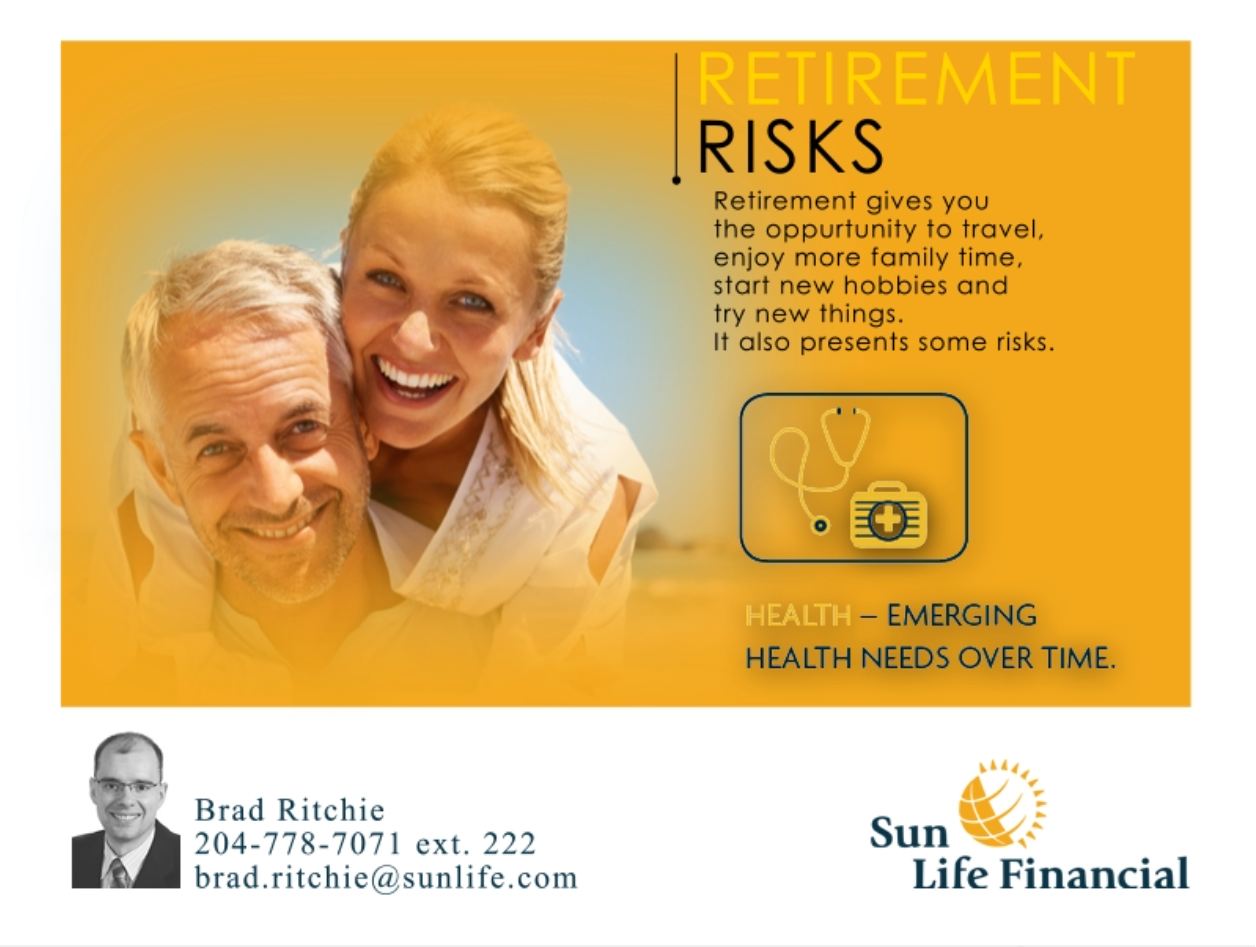 RETIREMENT
RISKS
Retirement gives you
the oppurtunity to travel,
enjoy more family time,
start new hobbies and
try new things.
It also presents some risks.
HEALTH – EMERGING
HEALTH NEEDS OVER TIME.
Brad Ritchie
204-778-7071 ext. 222
brad.ritchie@sunlife.com
Sun
Life Financial